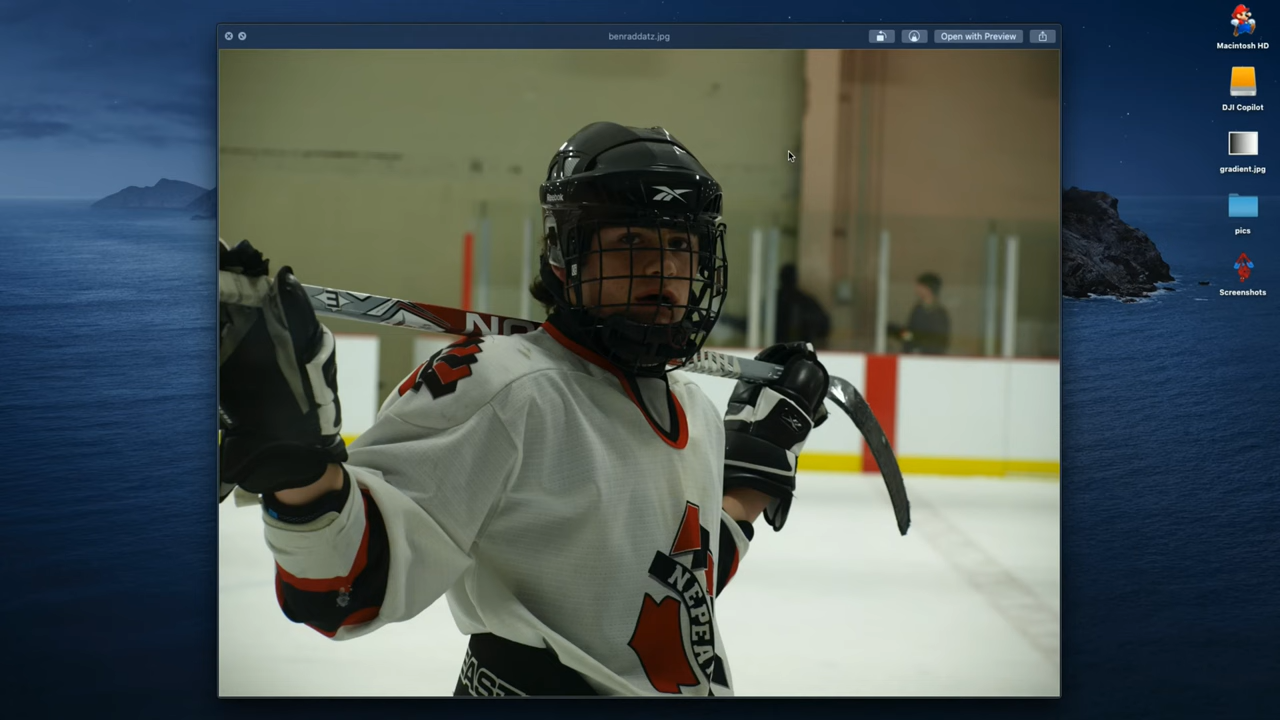 benraddatz.jpg
Open with Preview
Macintosh HD
DJI Copilot
gradient.jpg
pics
Screenshots
Reebok
NEPEA